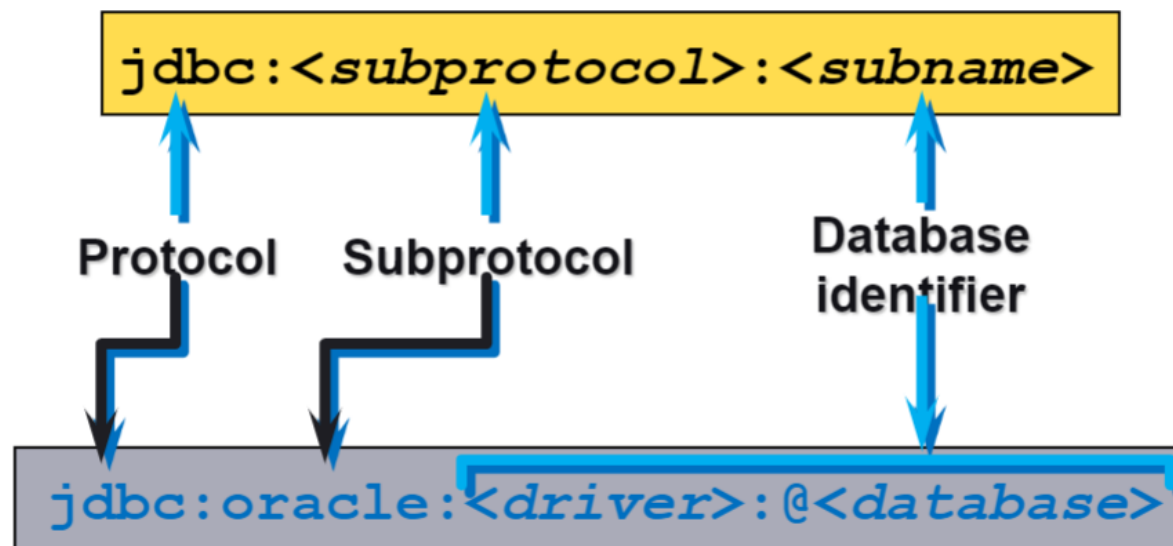 jdbc:<subprotocol>:<subname>
Protocol
Subprotocol
Database
identifier
jdbc:oracle:<driver>:@<database>